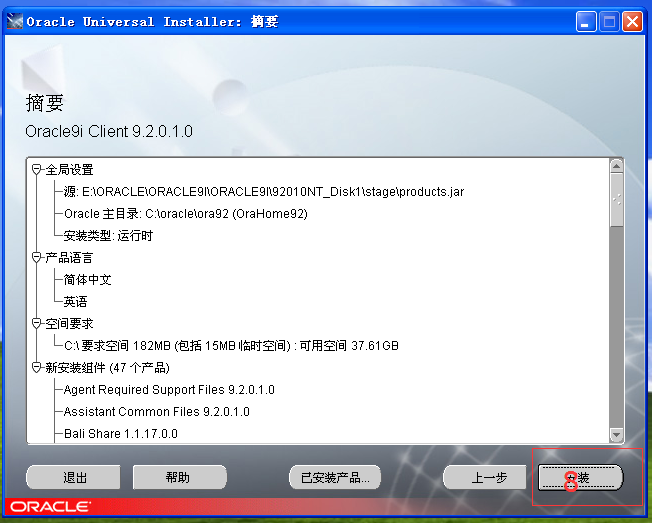 Oracle Universal Installer: 摘要
摘要
Oracle9i Client 9.2.0.1.0
全局设置
源: E:\ORACLE\ORACLE9I\ORACLE9I\92010NT_Disk1\stage\products.jar
Oracle 主目录: C:\oracle\ora92 (OraHome92)
安装类型: 运行时
产品语言
简体中文
英语
空间要求
C:\ 要求空间 182MB (包括 15MB 临时空间) : 可用空间 37.61GB
新安装组件 (47 个产品)
Agent Required Support Files 9.2.0.1.0
Assistant Common Files 9.2.0.1.0
Bali Share 1.1.17.0.0
退出 帮助 已安装产品... 上一步 安装
8
ORACLE